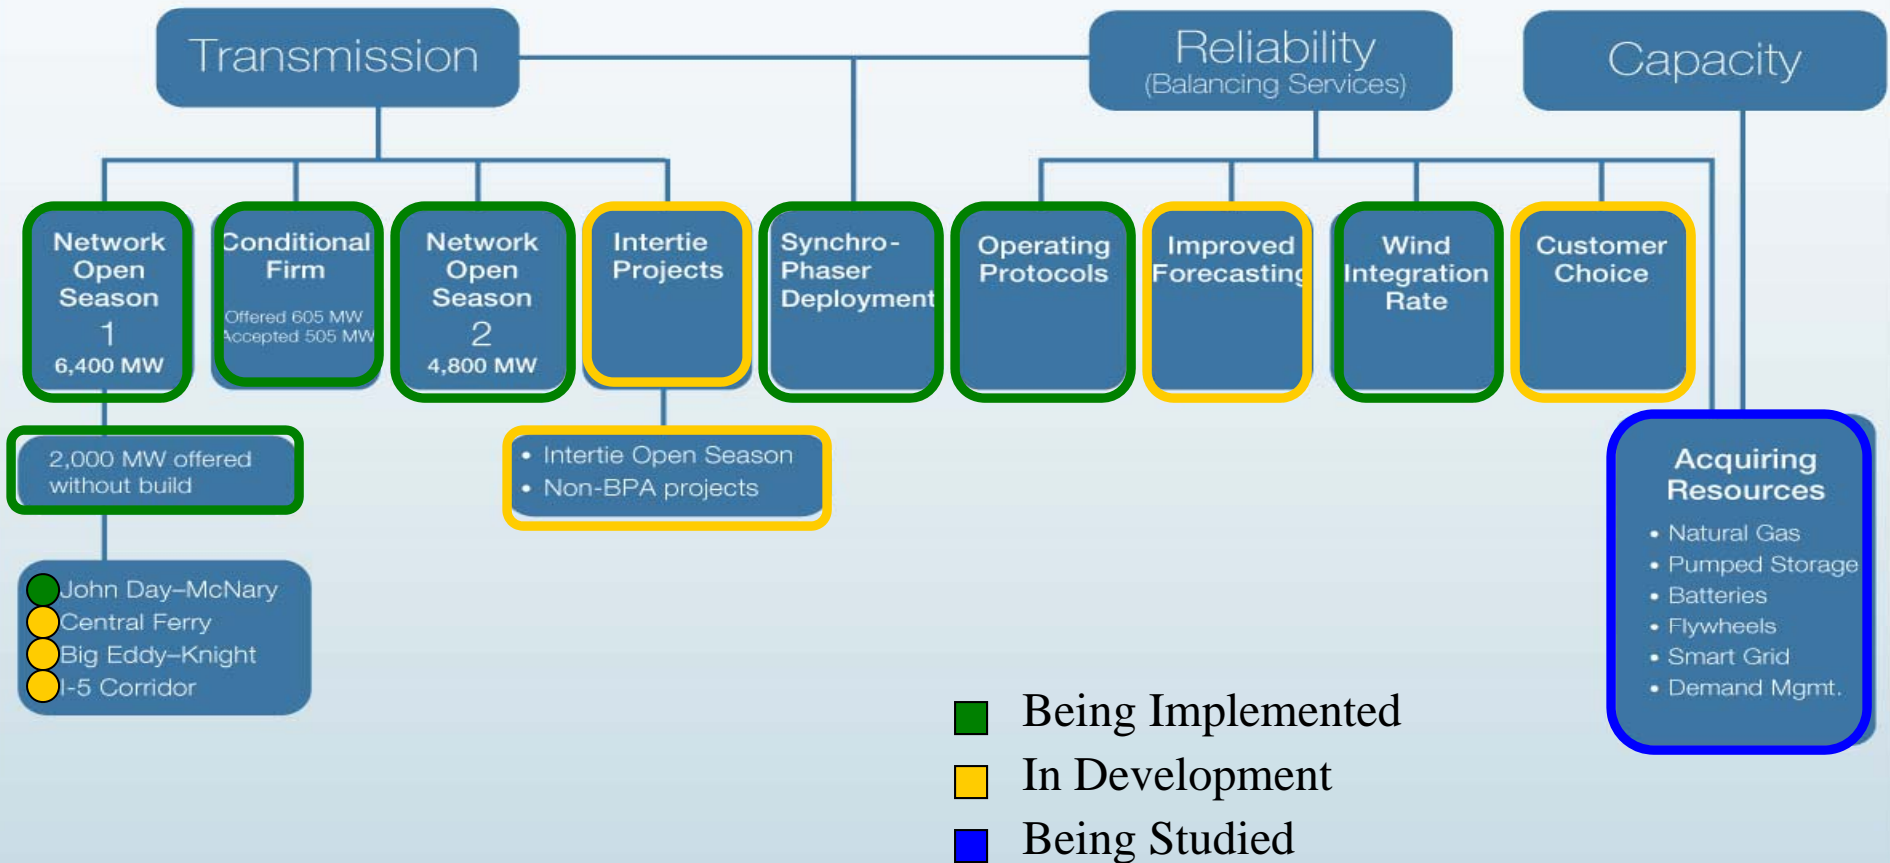 Transmission
Reliability
(Balancing Services)
Capacity
Network
Open
Season
1
6,400 MW
Conditional
Firm
Offered 605 MW
Accepted 505 MW
Network
Open
Season
2
4,800 MW
Intertie
Projects
Synchro-
Phaser
Deployment
Operating
Protocols
Improved
Forecasting
Wind
Integration
Rate
Customer
Choice
2,000 MW offered
without build
• Intertie Open Season
• Non-BPA projects
John Day–McNary
Central Ferry
Big Eddy–Knight
I-5 Corridor
Acquiring
Resources
• Natural Gas
• Pumped Storage
• Batteries
• Flywheels
• Smart Grid
• Demand Mgmt.
Being Implemented
In Development
Being Studied